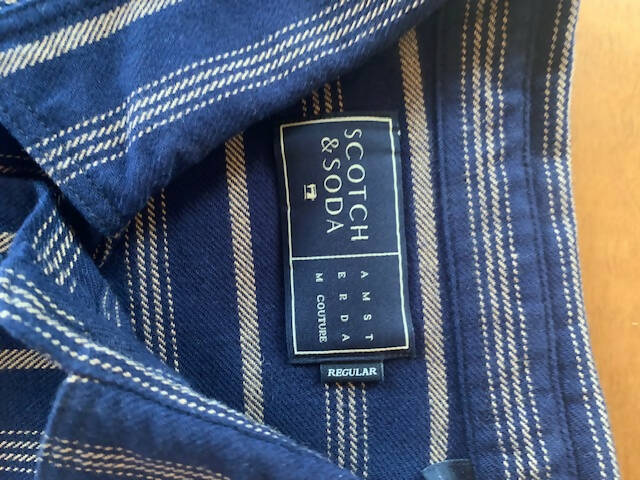 SCOTCH
& SODA
AMST
ERDA
M COUTURE
REGULAR